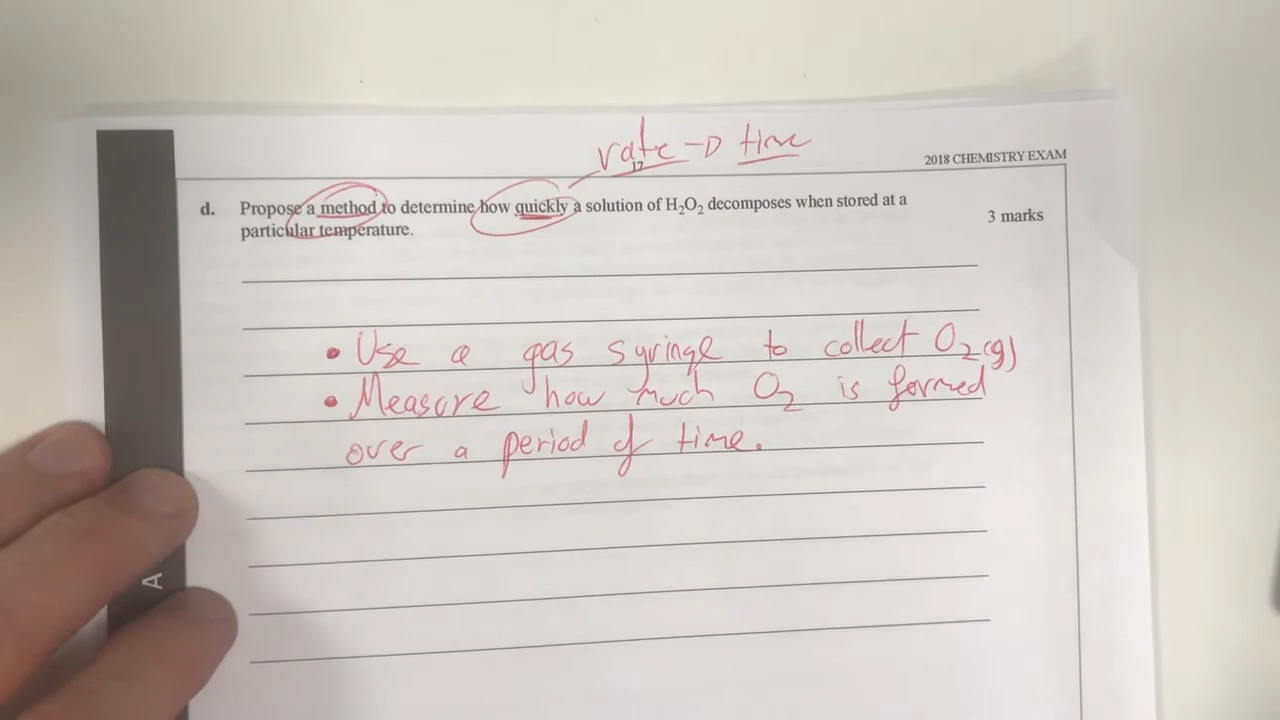 rate → time
17
2018 CHEMISTRY EXAM
d. Propose a method to determine how quickly a solution of H₂O₂ decomposes when stored at a
particular temperature.
3 marks
• Use a gas syringe to collect O₂(g)
• Measure how much O₂ is formed
over a period of time.
A